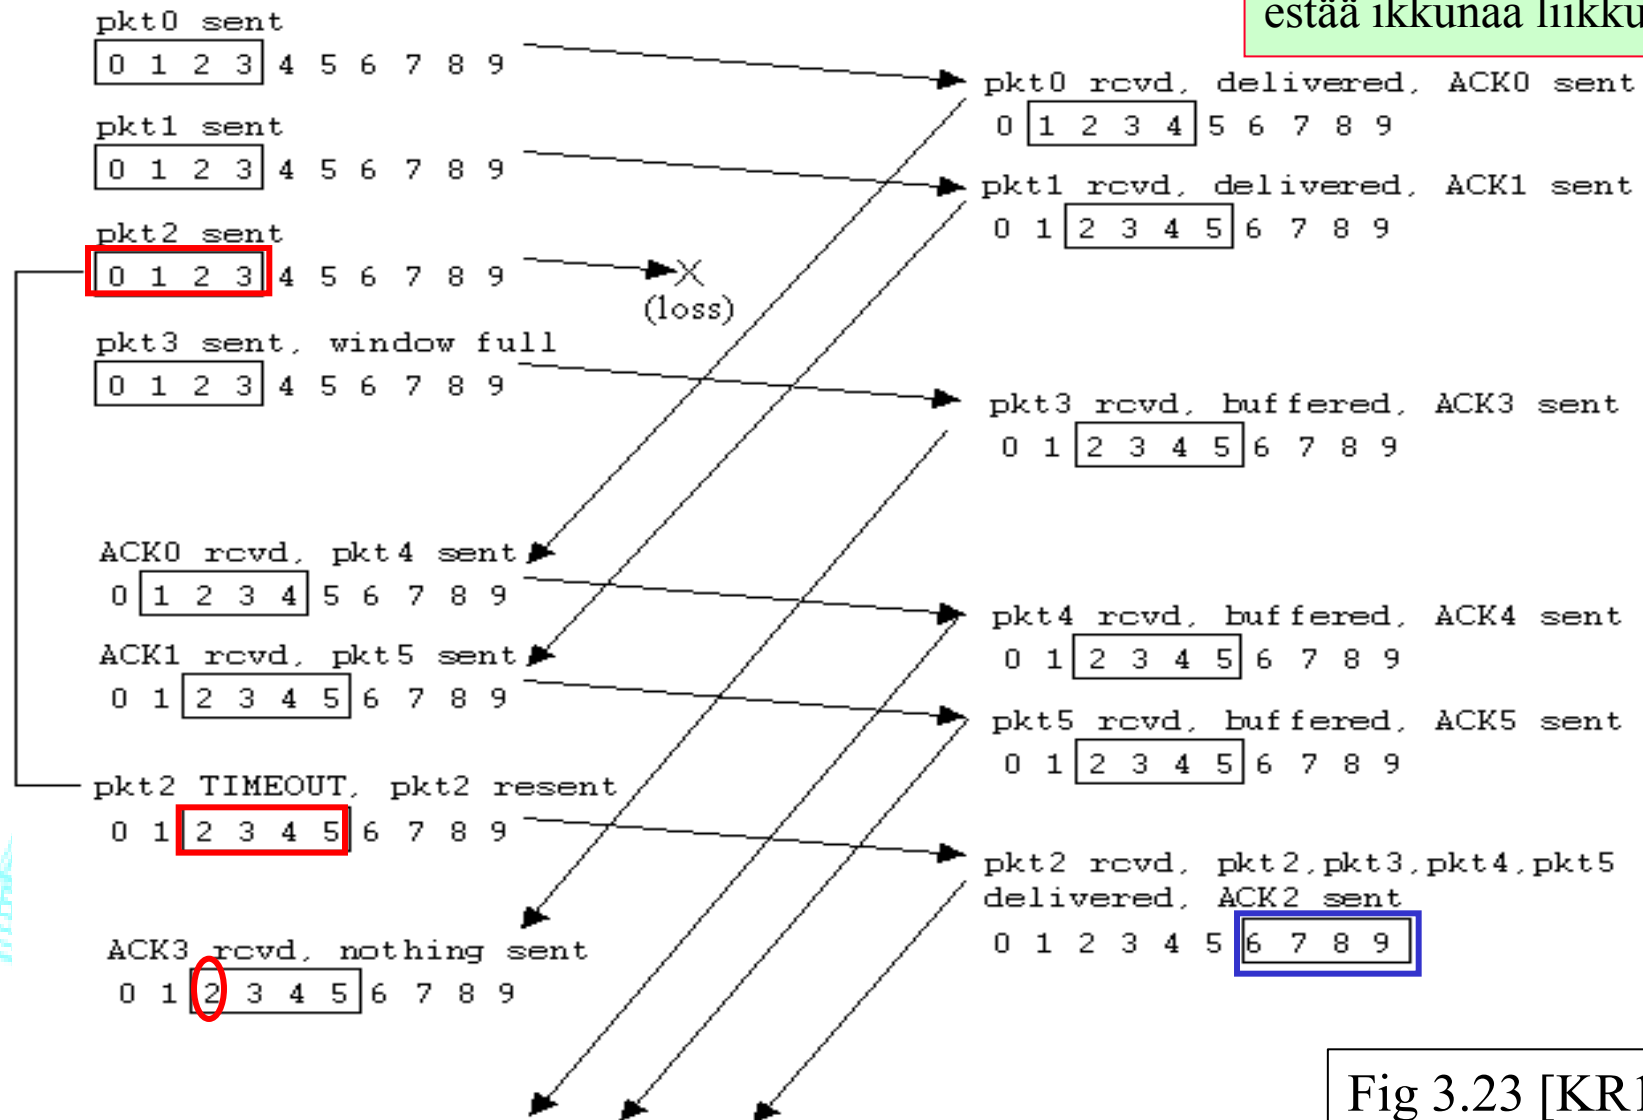 estää ikkunaa
pkt0 sent
0 1 2 3 4 5 6 7 8 9
pkt1 sent
0 1 2 3 4 5 6 7 8 9
pkt2 sent
0 1 2 3 4 5 6 7 8 9
(loss)
pkt3 sent, window full
0 1 2 3 4 5 6 7 8 9
ACK0 rcvd, pkt4 sent
0 1 2 3 4 5 6 7 8 9
ACK1 rcvd, pkt5 sent
0 1 2 3 4 5 6 7 8 9
pkt2 TIMEOUT, pkt2 resent
0 1 2 3 4 5 6 7 8 9
ACK3 rcvd, nothing sent
0 1 2 3 4 5 6 7 8 9
pkt0 rcvd, delivered, ACK0 sent
0 1 2 3 4 5 6 7 8 9
pkt1 rcvd, delivered, ACK1 sent
0 1 2 3 4 5 6 7 8 9
pkt3 rcvd, buffered, ACK3 sent
0 1 2 3 4 5 6 7 8 9
pkt4 rcvd, buffered, ACK4 sent
0 1 2 3 4 5 6 7 8 9
pkt5 rcvd, buffered, ACK5 sent
0 1 2 3 4 5 6 7 8 9
pkt2 rcvd, pkt2,pkt3,pkt4,pkt5
delivered, ACK2 sent
0 1 2 3 4 5 6 7 8 9
Fig 3.23 [KR1